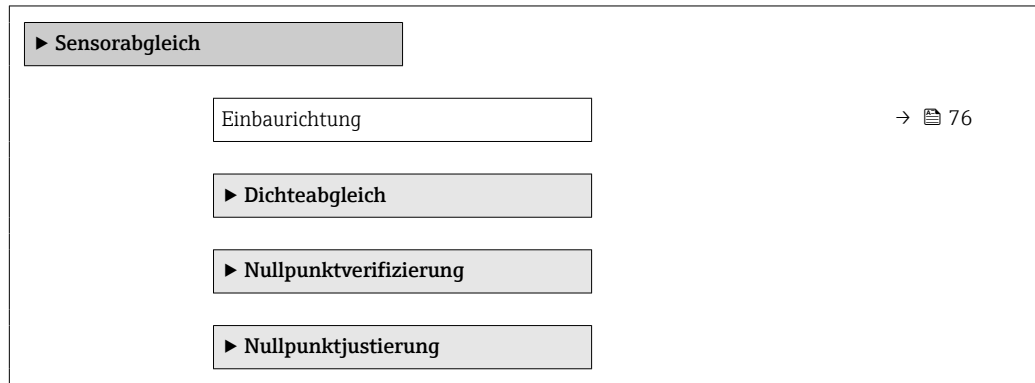 ▶ Sensorabgleich
Einbaurichtung → 76
▶ Dichteabgleich
▶ Nullpunktverifizierung
▶ Nullpunktjustierung